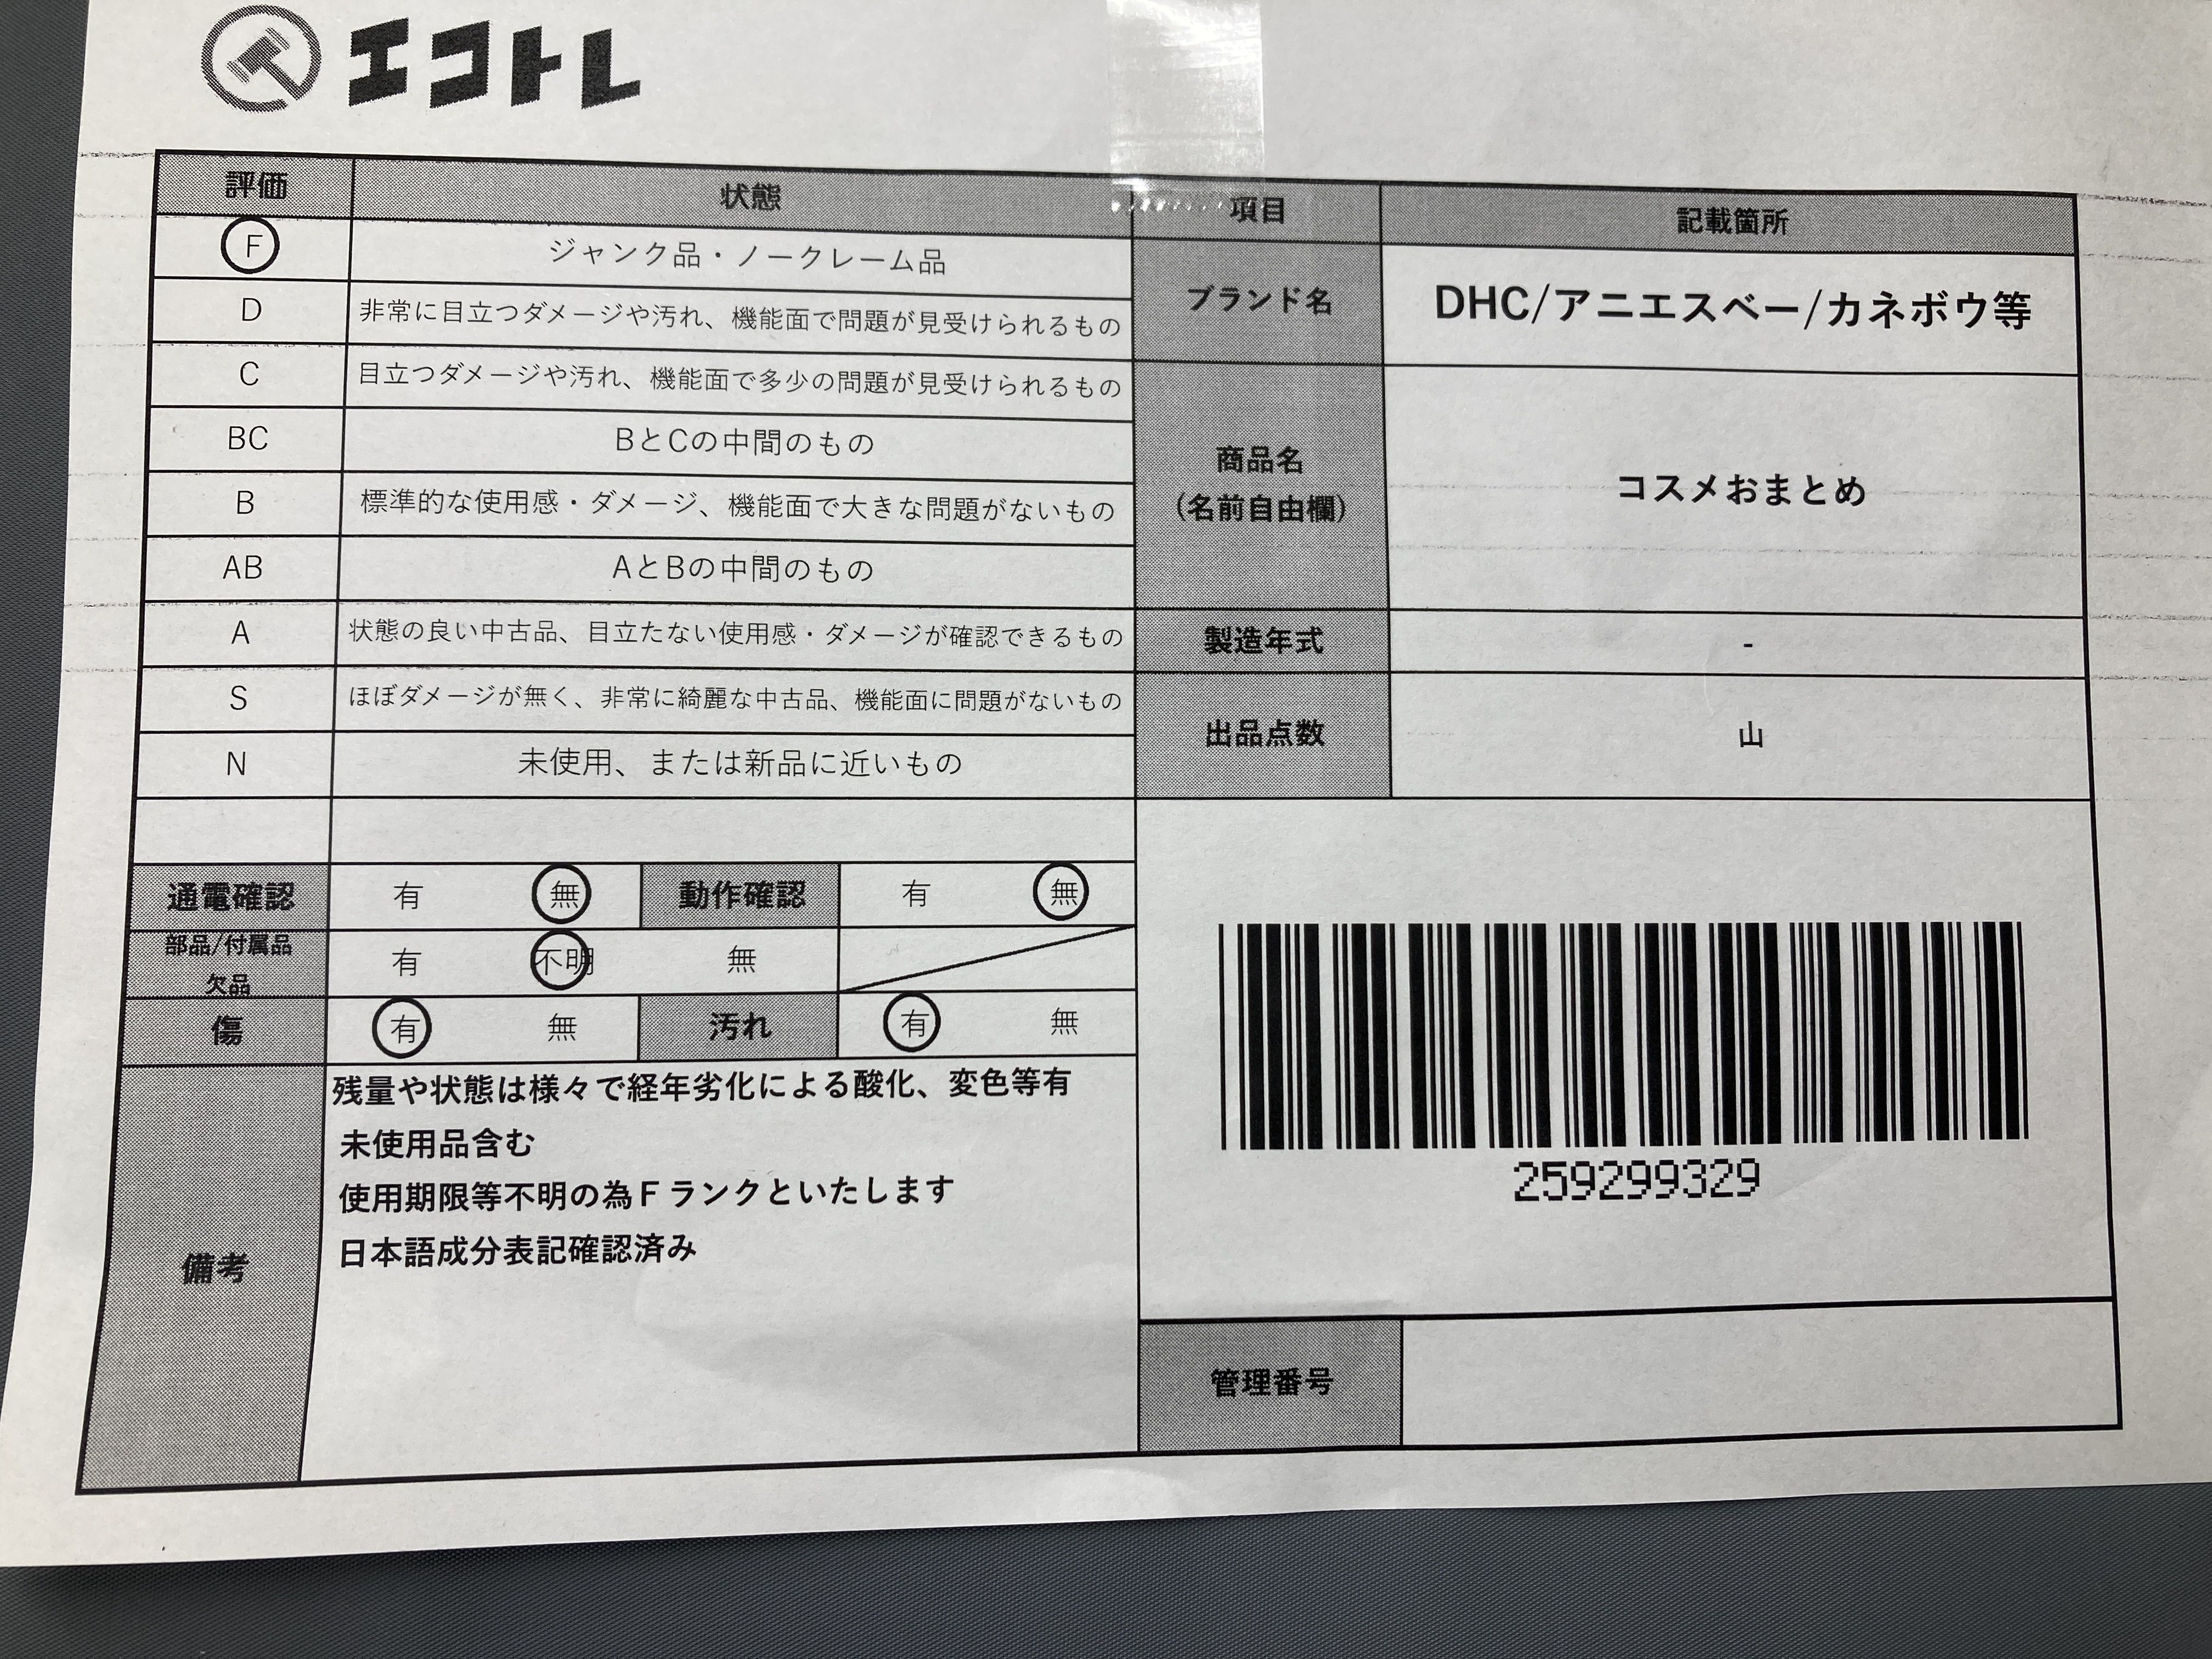 エコトレ
評価 状態 項目 記載箇所
F ジャンク品・ノークレーム品
D 非常に目立つダメージや汚れ、機能面で問題が見受けられるもの
ブランド名 DHC/アニエスベー/カネボウ等
C 目立つダメージや汚れ、機能面で多少の問題が見受けられるもの
BC BとCの中間のもの
商品名
(名前自由欄)
コスメおまとめ
B 標準的な使用感・ダメージ、機能面で大きな問題がないもの
AB AとBの中間のもの
A 状態の良い中古品、目立たない使用感・ダメージが確認できるもの
製造年式 -
S ほぼダメージが無く、非常に綺麗な中古品、機能面に問題がないもの
出品点数 山
N 未使用、または新品に近いもの
通電確認 有 無 動作確認 有 無
部品/付属品
欠品
有 不明 無
傷 有 無 汚れ 有 無
備考
残量や状態は様々で経年劣化による酸化、変色等有
未使用品含む
使用期限等不明の為Fランクといたします
日本語成分表記確認済み
259299329
管理番号